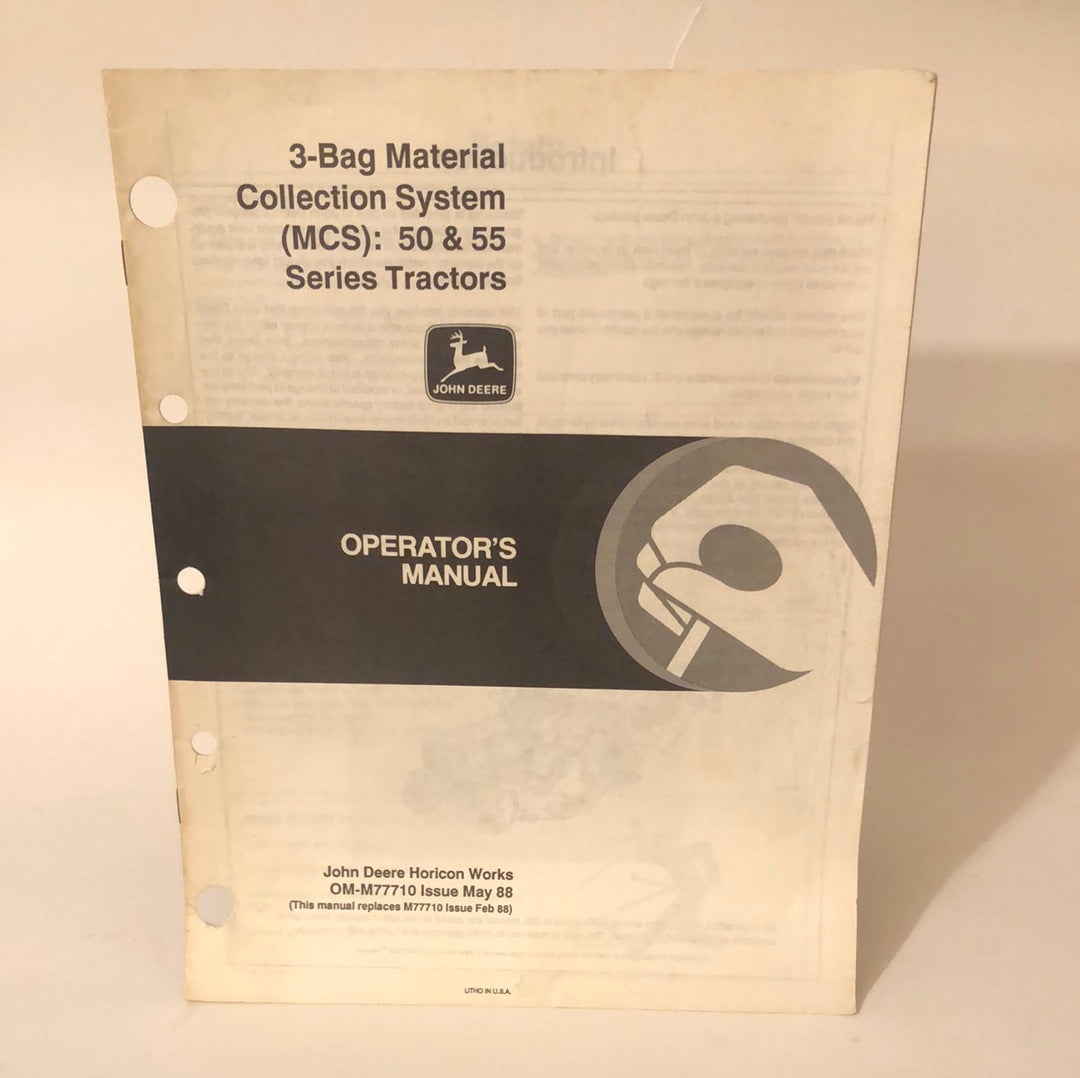 3-Bag Material
Collection System
(MCS): 50 & 55
Series Tractors
JOHN DEERE
OPERATOR'S
MANUAL
John Deere Horicon Works
OM-M77710 Issue May 88
(This manual replaces M77710 Issue Feb 88)
LITHO IN U.S.A.